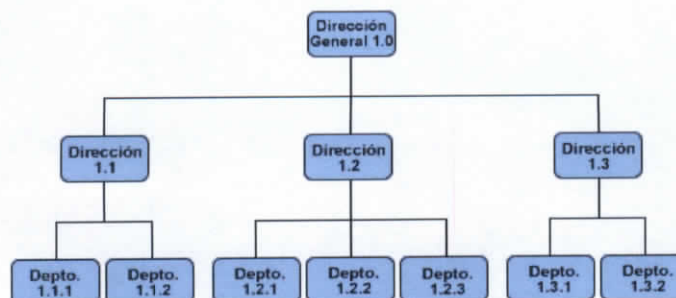 Dirección
General 1.0
Dirección
1.1
Dirección
1.2
Dirección
1.3
Depto.
1.1.1
Depto.
1.1.2
Depto.
1.2.1
Depto.
1.2.2
Depto.
1.2.3
Depto.
1.3.1
Depto.
1.3.2